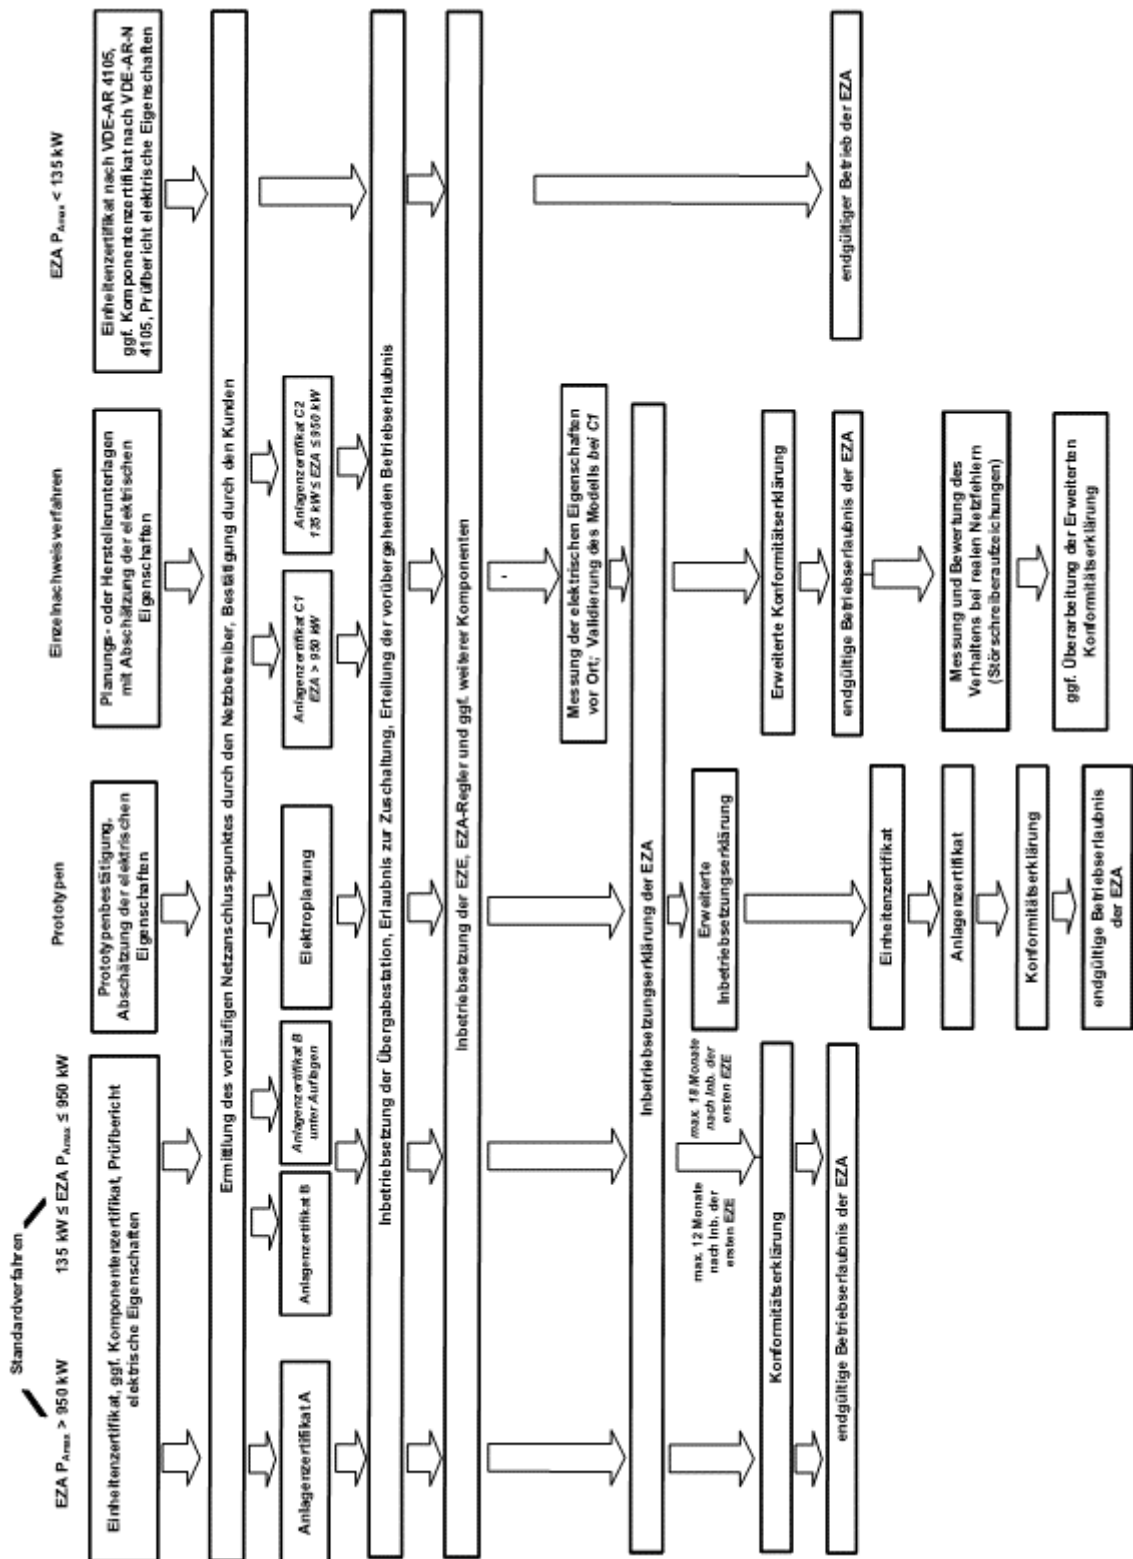 Standardverfahren
EZA PAmax > 950 kW
135 kW ≤ EZA PAmax ≤ 950 kW
Prototypen
Einzelnachweisverfahren
EZA PAmax < 135 kW
Einheitenzertifikat, ggf. Komponentenzertifikat, Prüfbericht
elektrische Eigenschaften
Prototypenbestätigung,
Abschätzung der elektrischen
Eigenschaften
Planungs- oder Herstellerunterlagen
mit Abschätzung der elektrischen
Eigenschaften
Einheitenzertifikat nach VDE-AR 4105,
ggf. Komponentenzertifikat nach VDE-AR-N
4105, Prüfbericht elektrische Eigenschaften
Ermittlung des vorläufigen Netzanschlusspunktes durch den Netzbetreiber, Bestätigung durch den Kunden
Anlagenzertifikat A
Anlagenzertifikat B
Anlagenzertifikat B
unter Auflagen
Elektroplanung
Anlagenzertifikat C1
EZA > 950 kW
Anlagenzertifikat C2
135 kW ≤ EZA ≤ 950 kW
Inbetriebsetzung der Übergabestation, Erlaubnis zur Zuschaltung, Erteilung der vorübergehenden Betriebserlaubnis
Inbetriebsetzung der EZE, EZA-Regler und ggf. weiterer Komponenten
Messung der elektrischen Eigenschaften
vor Ort; Validierung des Modells bei C1
Inbetriebsetzungserklärung der EZA
max. 12 Monate
nach Inb. der
ersten EZE
max. 18 Monate
nach Inb. der
ersten EZE
Erweiterte
Inbetriebsetzungserklärung
Konformitätserklärung
Erweiterte Konformitätserklärung
endgültige Betriebserlaubnis der EZA
endgültige Betriebserlaubnis der EZA
endgültiger Betrieb der EZA
Einheitenzertifikat
Anlagenzertifikat
Konformitätserklärung
endgültige Betriebserlaubnis
der EZA
Messung und Bewertung des
Verhaltens bei realen Netzfehlern
(Störschreiberaufzeichungen)
ggf. Überarbeitung der Erweiterten
Konformitätserklärung